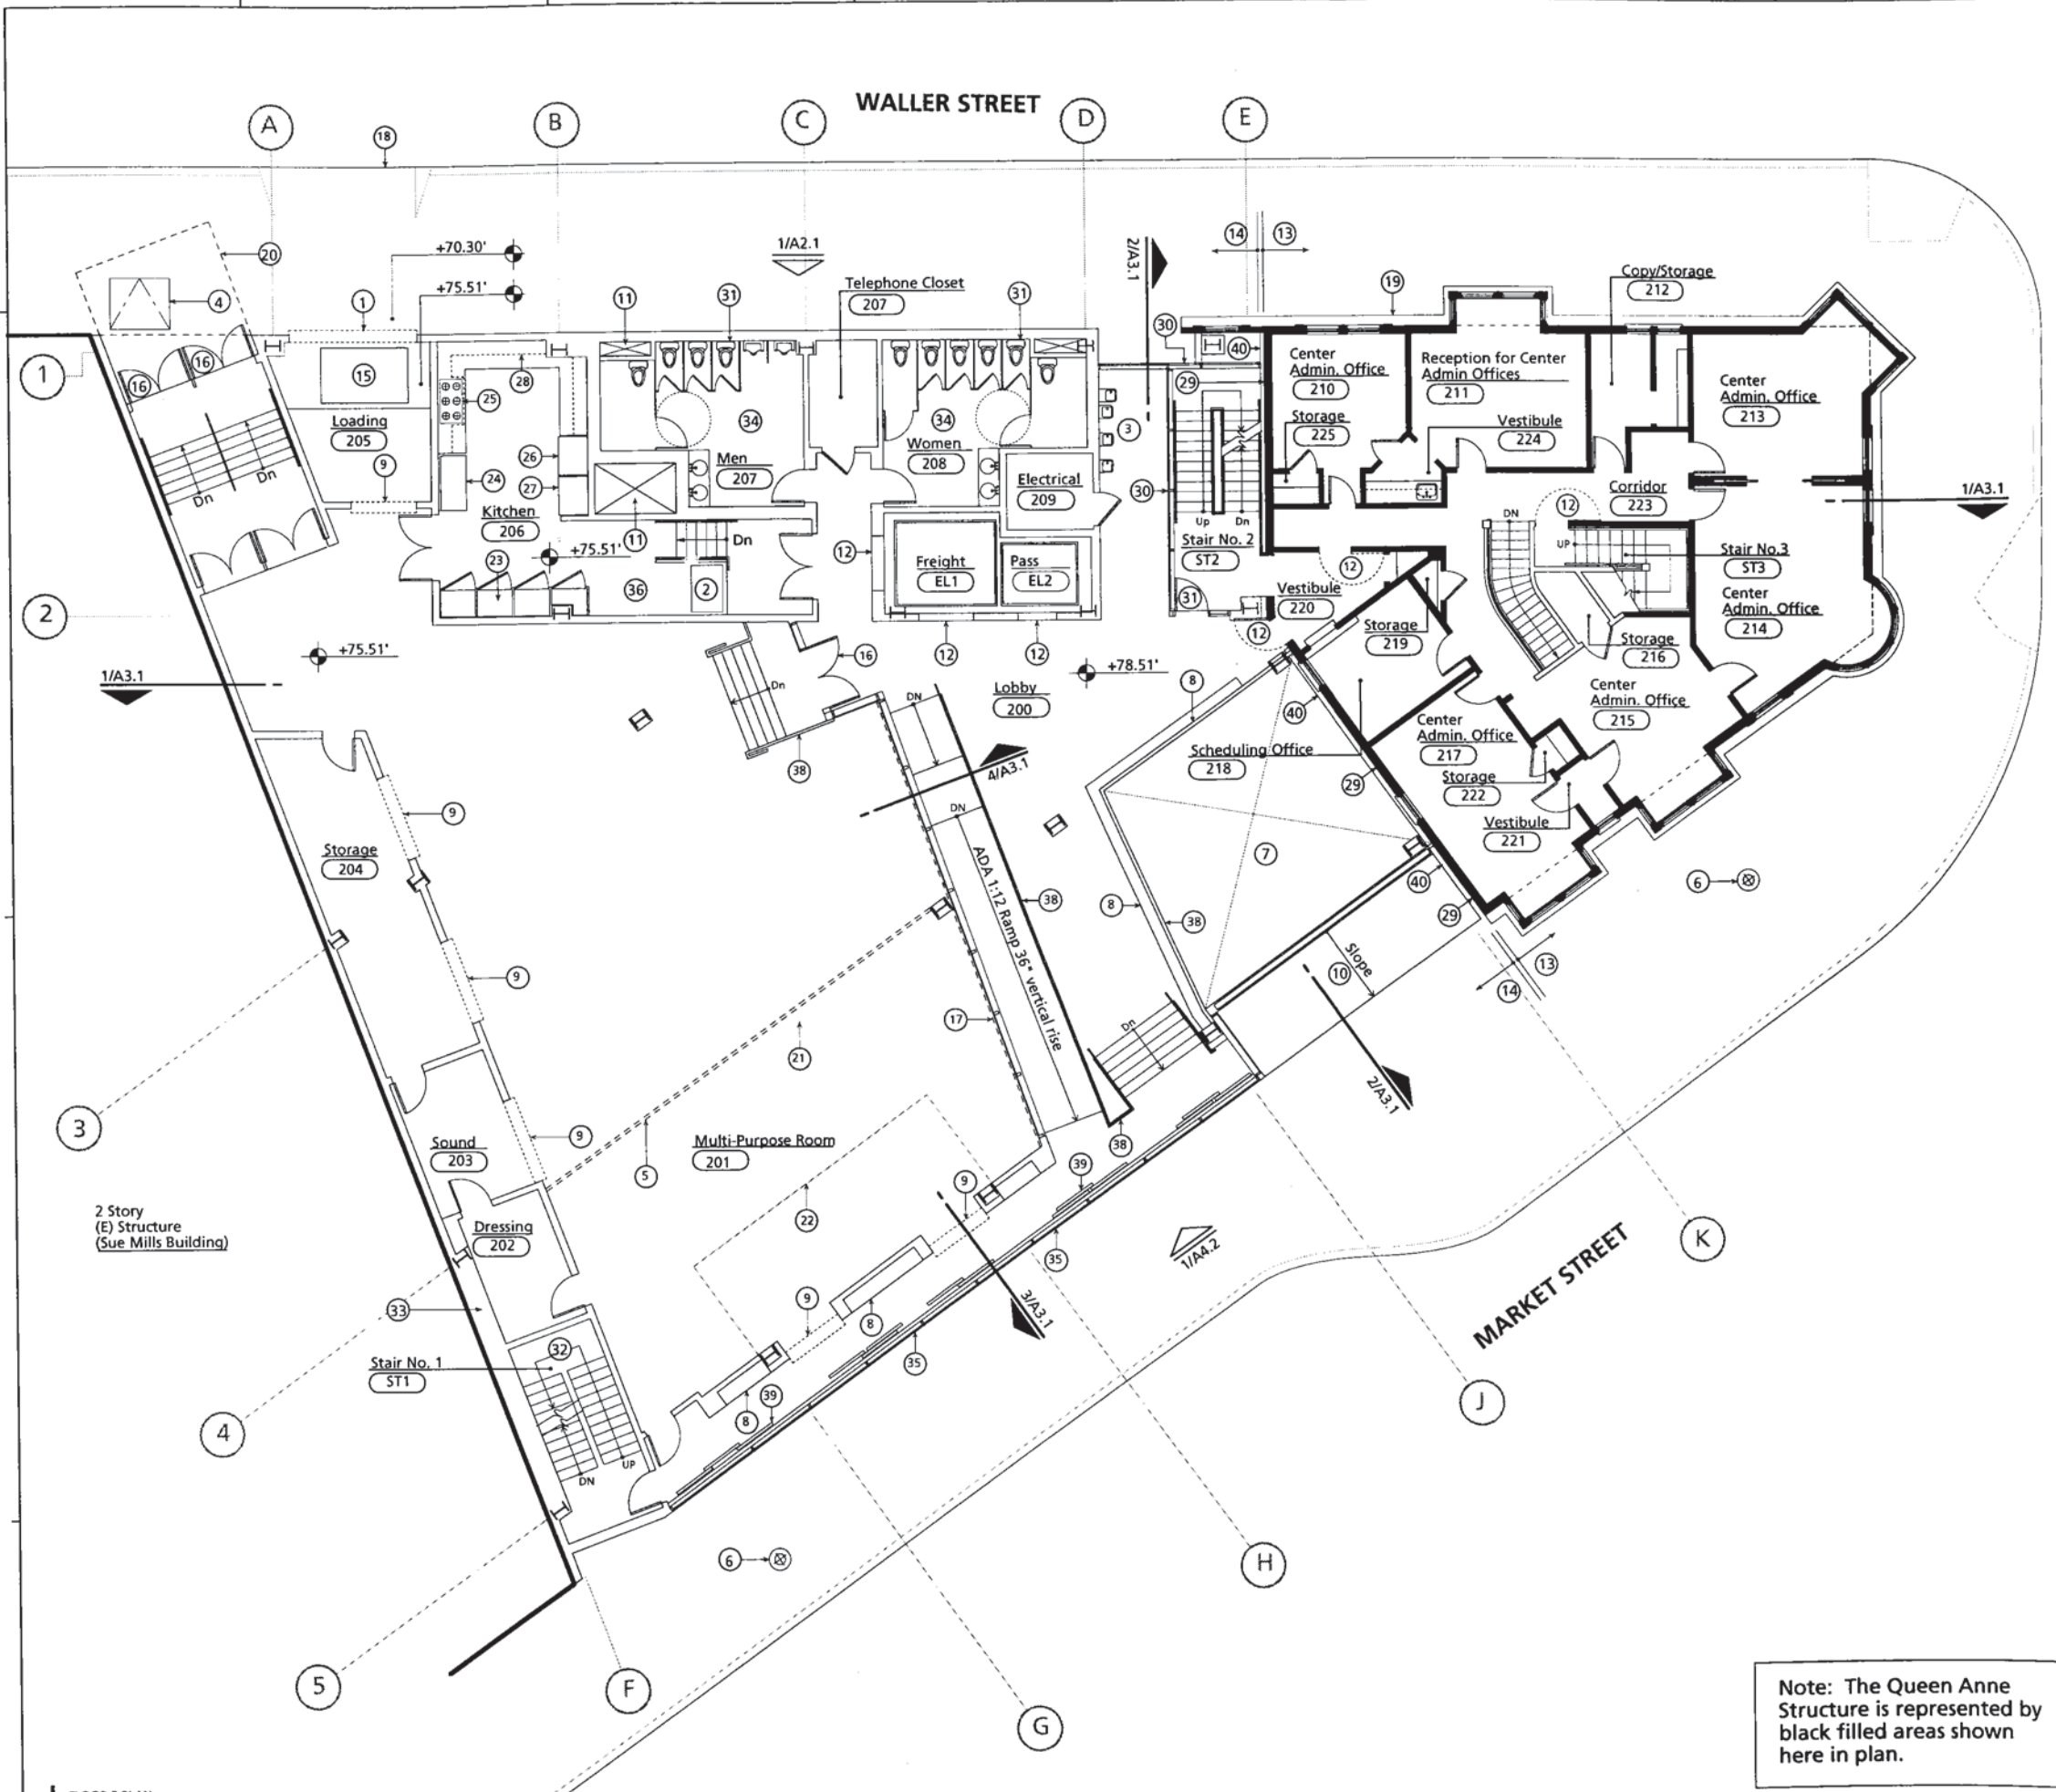 WALLER STREET
A
B
C
D
E
18
20
4
1
+70.30'
+75.51'
1/A2.1
2/A3.1
14
13
19
Copy/Storage
212
Telephone Closet
207
11
31
31
30
40
1
16
16
15
28
25
34
34
3
29
Center
Admin. Office
210
Reception for Center
Admin Offices
211
Center
Admin. Office
213
Storage
225
Vestibule
224
Loading
205
9
26
27
24
Men
207
Women
208
Electrical
209
30
Dn
Dn
Kitchen
206
+75.51'
11
Dn
12
Up
Dn
Stair No. 2
ST2
Corridor
223
12
1/A3.1
DN
UP
Stair No.3
ST3
23
36
2
Freight
EL1
Pass
EL2
12
31
Vestibule
220
12
Center
Admin. Office
214
2
+75.51'
1/A3.1
16
12
12
+78.51'
Storage
219
Storage
216
Dn
38
DN
Lobby
200
8
40
Center
Admin. Office
215
Center
Admin. Office
217
Scheduling Office
218
Storage
222
29
Vestibule
221
4/A3.1
DN
9
Storage
204
7
6
40
29
8
38
38
ADA 1:12 Ramp 36" vertical rise
Slope
10
13
14
9
17
21
Dn
2/A3.1
3
9
Sound
203
5
Multi-Purpose Room
201
38
39
9
22
2 Story
(E) Structure
(Sue Mills Building)
Dressing
202
35
1/A4.2
K
MARKET STREET
33
9
8
3/A3.1
35
32
Stair No. 1
ST1
39
8
J
4
DN
UP
6
H
5
F
G
Note: The Queen Anne
Structure is represented by
black filled areas shown
here in plan.